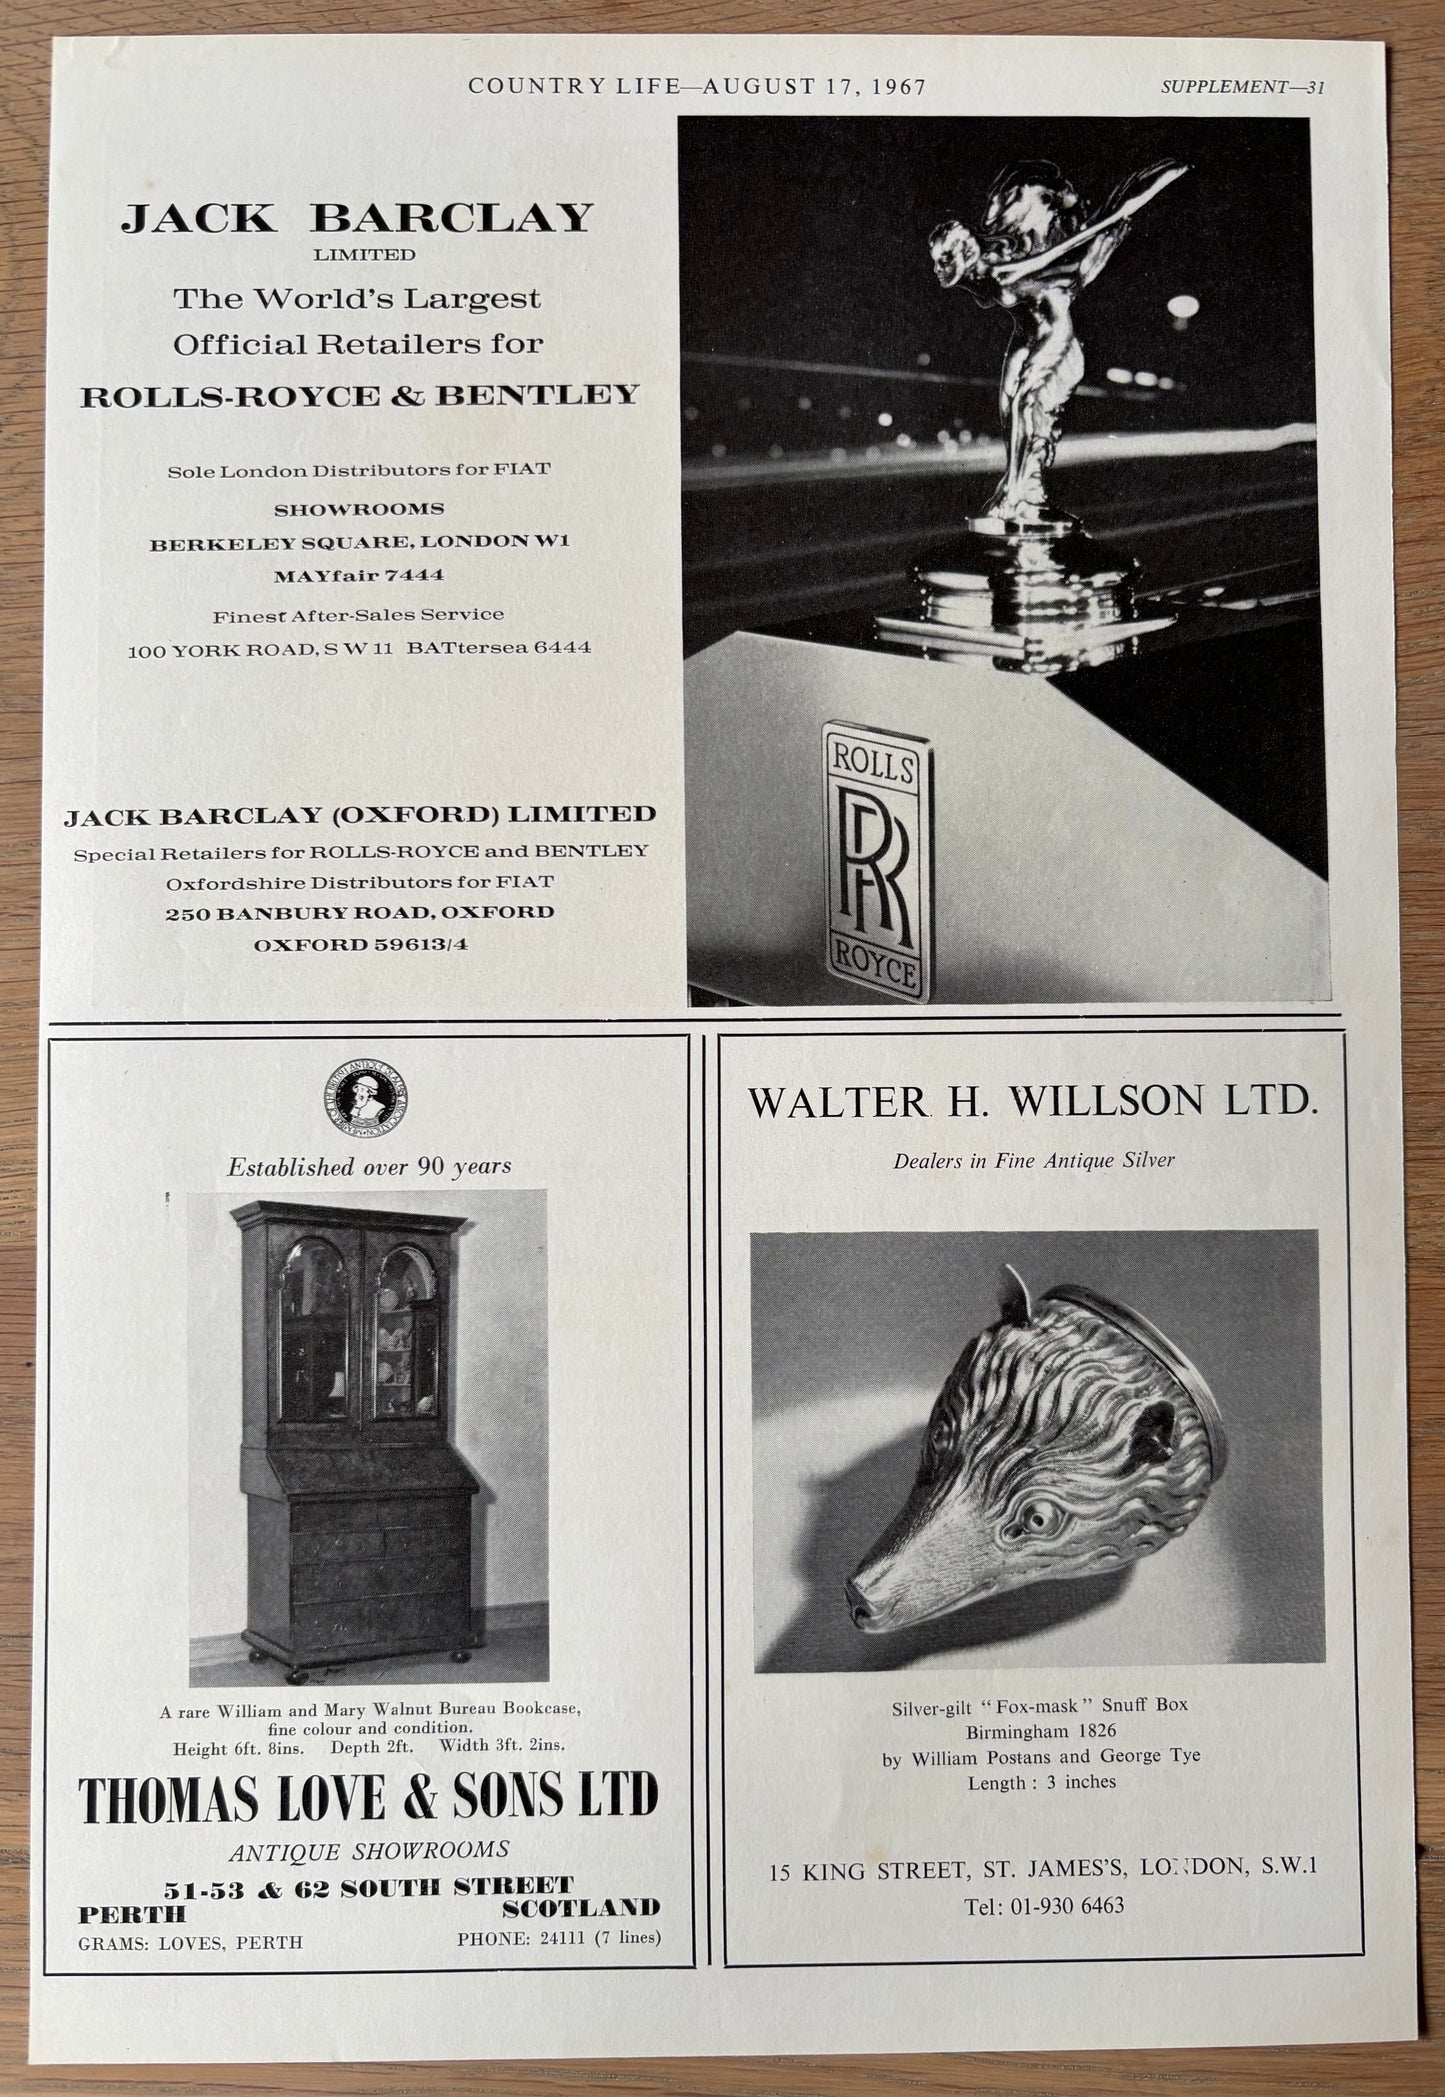 COUNTRY LIFE—AUGUST 17, 1967
SUPPLEMENT—31
JACK BARCLAY
LIMITED
The World's Largest
Official Retailers for
ROLLS-ROYCE & BENTLEY
Sole London Distributors for FIAT
SHOWROOMS
BERKELEY SQUARE, LONDON W1
MAYfair 7444
Finest After-Sales Service
100 YORK ROAD, S W 11 BATtersea 6444
JACK BARCLAY (OXFORD) LIMITED
Special Retailers for ROLLS-ROYCE and BENTLEY
Oxfordshire Distributors for FIAT
250 BANBURY ROAD, OXFORD
OXFORD 59613/4
ROLLS
RR
ROYCE
MEMBER OF THE BRITISH ANTIQUE DEALERS ASSOCIATION
Established over 90 years
A rare William and Mary Walnut Bureau Bookcase,
fine colour and condition.
Height 6ft. 8ins. Depth 2ft. Width 3ft. 2ins.
THOMAS LOVE & SONS LTD
ANTIQUE SHOWROOMS
51-53 & 62 SOUTH STREET
PERTH SCOTLAND
GRAMS: LOVES, PERTH PHONE: 24111 (7 lines)
WALTER H. WILLSON LTD.
Dealers in Fine Antique Silver
Silver-gilt "Fox-mask" Snuff Box
Birmingham 1826
by William Postans and George Tye
Length : 3 inches
15 KING STREET, ST. JAMES'S, LONDON, S.W.1
Tel: 01-930 6463